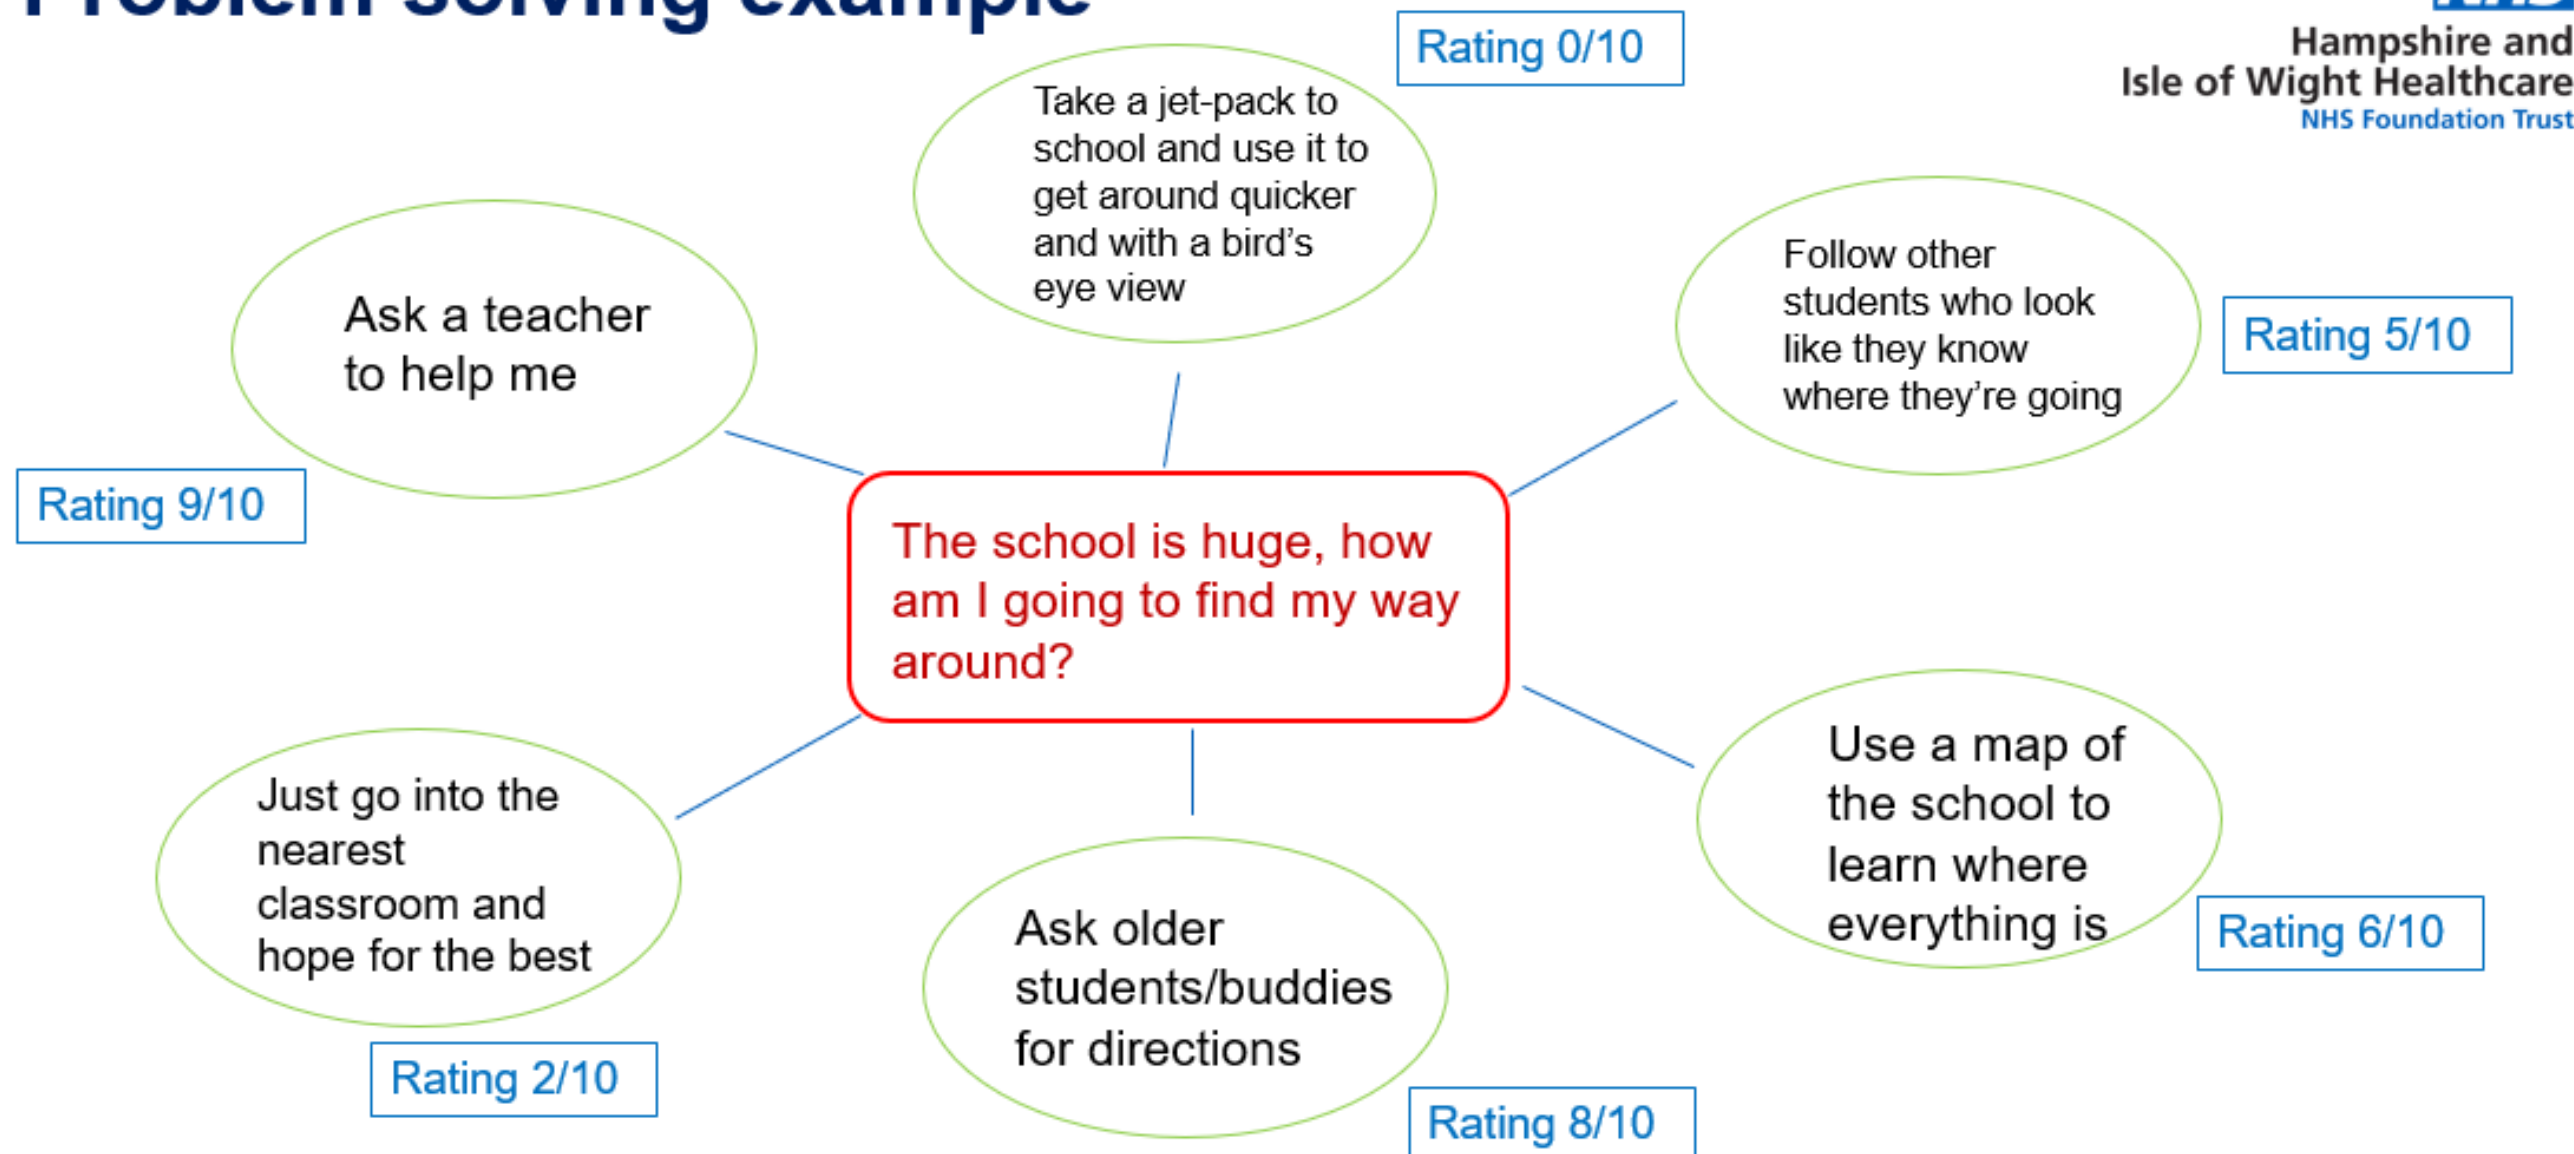 Problem solving example
NHS
Hampshire and
Isle of Wight Healthcare
NHS Foundation Trust
Rating 0/10
Take a jet-pack to
school and use it to
get around quicker
and with a bird’s
eye view
Follow other
students who look
like they know
where they’re going
Rating 5/10
Ask a teacher
to help me
Rating 9/10
The school is huge, how
am I going to find my way
around?
Use a map of
the school to
learn where
everything is
Rating 6/10
Just go into the
nearest
classroom and
hope for the best
Rating 2/10
Ask older
students/buddies
for directions
Rating 8/10